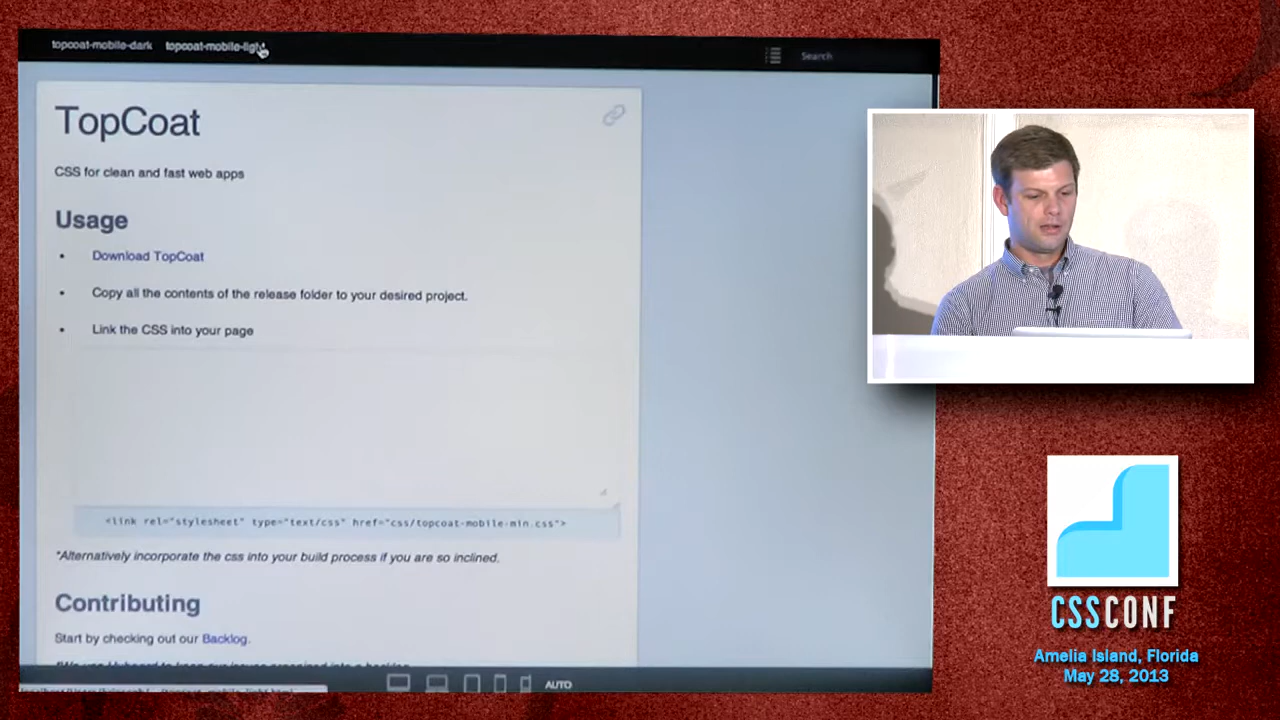 topcoat-mobile-dark topcoat-mobile-light
Search
TopCoat
CSS for clean and fast web apps
Usage
Download TopCoat
Copy all the contents of the release folder to your desired project.
Link the CSS into your page
<link rel="stylesheet" type="text/css" href="css/topcoat-mobile-min.css">
*Alternatively incorporate the css into your build process if you are so inclined.
Contributing
Start by checking out our Backlog.
AUTO
CSSCONF
Amelia Island, Florida
May 28, 2013